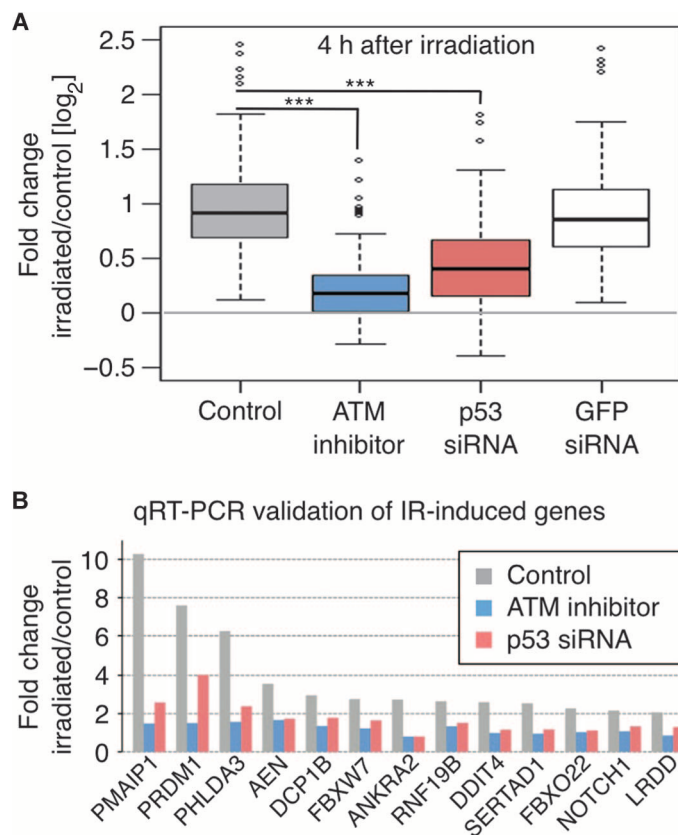 A
4 h after irradiation
***
***
Fold change
irradiated/control [log2]
2.5
2
1.5
1
0.5
0
−0.5
Control
ATM
inhibitor
p53
siRNA
GFP
siRNA
B
qRT-PCR validation of IR-induced genes
Fold change
irradiated/control
10
8
6
4
2
0
Control
ATM inhibitor
p53 siRNA
PMAIP1
PRDM1
PHLDA3
AEN
DCP1B
FBXW7
ANKRA2
RNF19B
DDIT4
SERTAD1
FBXO22
NOTCH1
LRDD